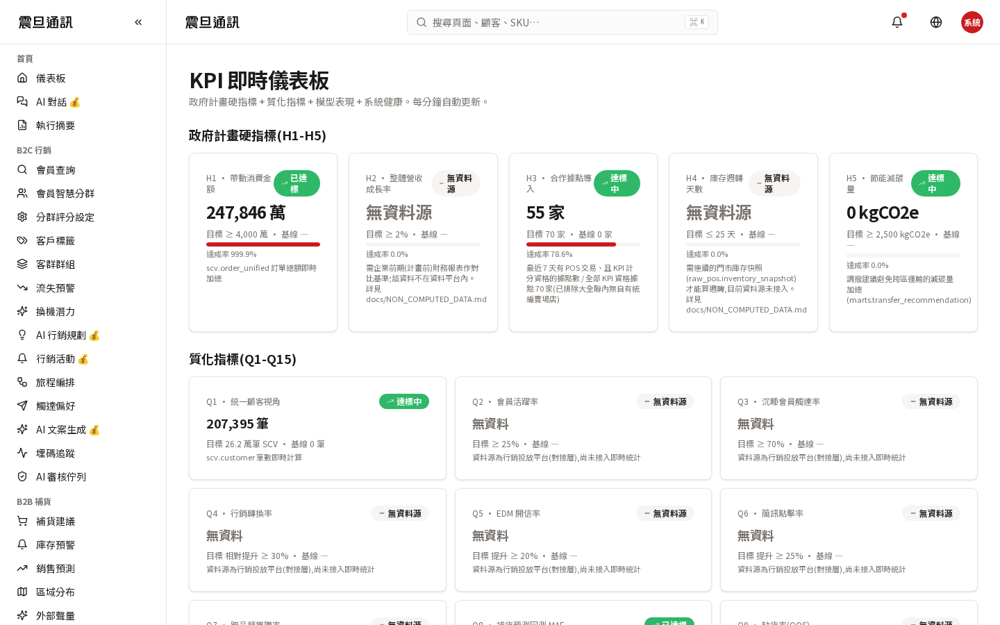 震旦通訊
震旦通訊
搜尋頁面、顧客、SKU…
⌘ K
系統
首頁
儀表板
AI 對話 💰
執行摘要
B2C 行銷
會員查詢
會員智慧分群
分群評分設定
客戶標籤
客群群組
流失預警
換機潛力
AI 行銷規劃 💰
行銷活動 💰
旅程編排
觸達偏好
AI 文案生成 💰
埋碼追蹤
AI 審核佇列
B2B 補貨
補貨建議
庫存預警
銷售預測
區域分布
外部聲量
KPI 即時儀表板
政府計畫硬指標 + 質化指標 + 模型表現 + 系統健康。每分鐘自動更新。
政府計畫硬指標(H1-H5)
H1 • 帶動消費金
額
已達
標
247,846 萬
目標 ≥ 4,000 萬 • 基線 —
達成率 999.9%
scv.order_unified 訂單總額即時
加總
H2 • 整體營收
成長率
無資料
源
無資料源
目標 ≥ 2% • 基線 —
達成率 0.0%
需企業前期(計畫前)財務報表作對
比基準;該資料不在資料平台內。
詳見
docs/NON_COMPUTED_DATA.md
H3 • 合作據點導
入
達標
中
55 家
目標 70 家 • 基線 0 家
達成率 78.6%
最近 7 天有 POS 交易、且 KPI 計
分資格的據點數 / 全部 KPI 資格據
點 70 家(已排除大全聯內無自有統
編賣場店)
H4 • 庫存週轉
天數
無資料
源
無資料源
目標 ≤ 25 天 • 基線 —
達成率 0.0%
需連續的門市庫存快照
(raw_pos.inventory_snapshot)
才能算週轉,目前資料源未接入。
詳見
docs/NON_COMPUTED_DATA.md
H5 • 節能減碳
量
達標
中
0 kgCO2e
目標 ≥ 2,500 kgCO2e • 基線
—
達成率 0.0%
調撥建議避免跨區運輸的減碳量
加總
(marts.transfer_recommendation)
質化指標(Q1-Q15)
Q1 • 統一顧客視角
達標中
207,395 筆
目標 26.2 萬筆 SCV • 基線 0 筆
scv.customer 筆數即時計算
Q2 • 會員活躍率
無資料源
無資料
目標 ≥ 25% • 基線 —
資料源為行銷投放平台(對接層),尚未接入即時統計
Q3 • 沉睡會員觸達率
無資料源
無資料
目標 ≥ 70% • 基線 —
資料源為行銷投放平台(對接層),尚未接入即時統計
Q4 • 行銷轉換率
無資料源
無資料
目標 相對提升 ≥ 30% • 基線 —
資料源為行銷投放平台(對接層),尚未接入即時統計
Q5 • EDM 開信率
無資料源
無資料
目標 提升 ≥ 20% • 基線 —
資料源為行銷投放平台(對接層),尚未接入即時統計
Q6 • 簡訊點擊率
無資料源
無資料
目標 提升 ≥ 25% • 基線 —
資料源為行銷投放平台(對接層),尚未接入即時統計
Q7 • 跨品類導購率
無資料源
Q8 • 補貨預測回測 MAE
已達標
Q9 • 缺貨率(OOS)
無資料源